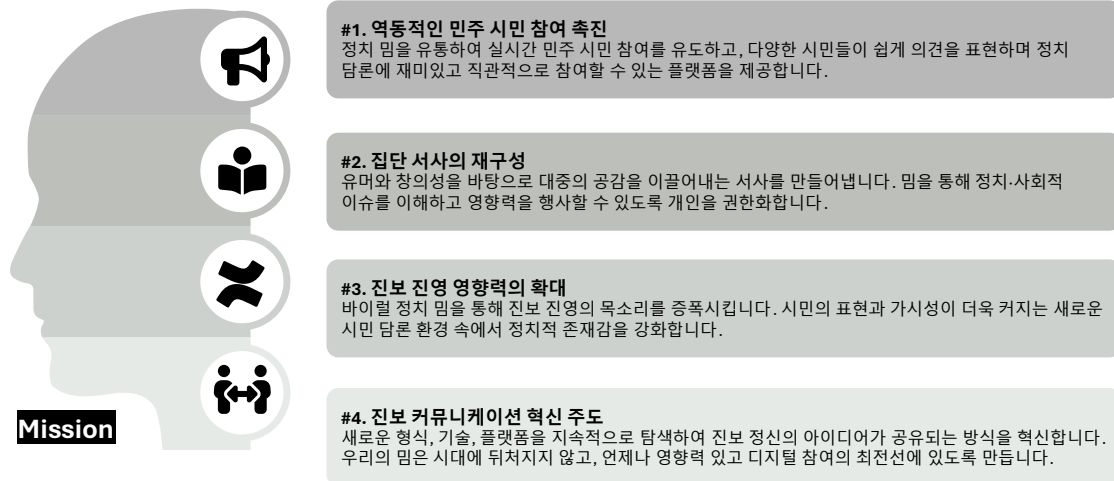 #1. 역동적인 민주 시민 참여 촉진
정치 밈을 유통하여 실시간 민주 시민 참여를 유도하고, 다양한 시민들이 쉽게 의견을 표현하며 정치
담론에 재미있고 직관적으로 참여할 수 있는 플랫폼을 제공합니다.
#2. 집단 서사의 재구성
유머와 창의성을 바탕으로 대중의 공감을 이끌어내는 서사를 만들어냅니다. 밈을 통해 정치·사회적
이슈를 이해하고 영향력을 행사할 수 있도록 개인을 권한화합니다.
#3. 진보 진영 영향력의 확대
바이럴 정치 밈을 통해 진보 진영의 목소리를 증폭시킵니다. 시민의 표현과 가시성이 더욱 커지는 새로운
시민 담론 환경 속에서 정치적 존재감을 강화합니다.
#4. 진보 커뮤니케이션 혁신 주도
새로운 형식, 기술, 플랫폼을 지속적으로 탐색하여 진보 정신의 아이디어가 공유되는 방식을 혁신합니다.
우리의 밈은 시대에 뒤처지지 않고, 언제나 영향력 있고 디지털 참여의 최전선에 있도록 만듭니다.
Mission